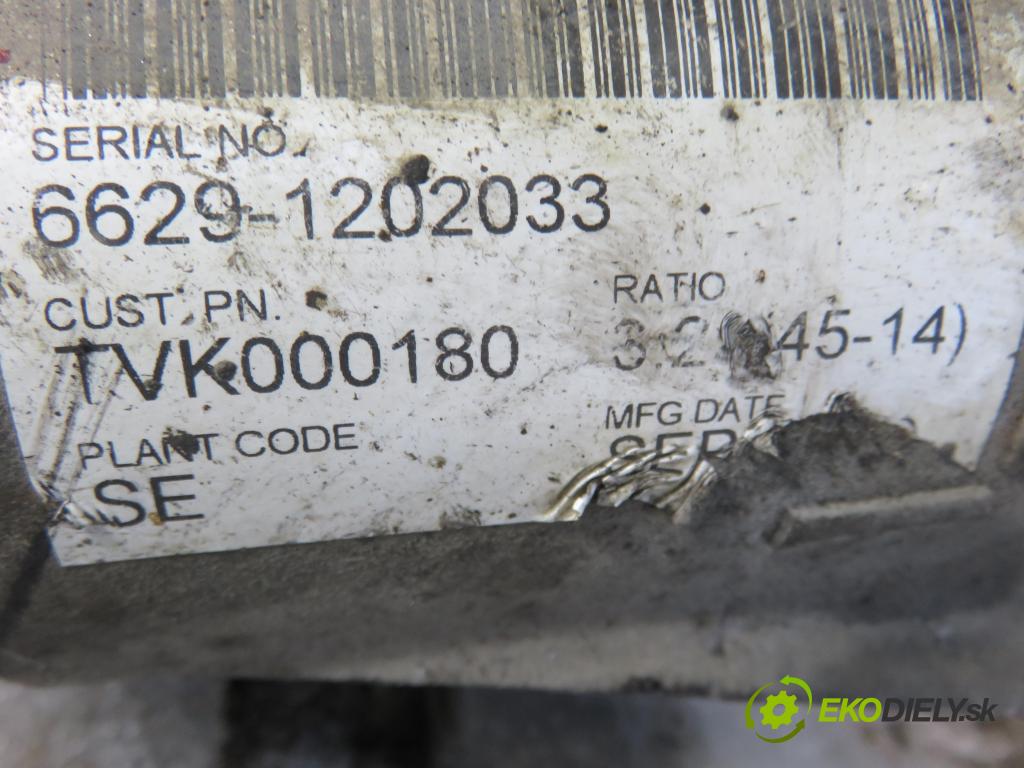 SERIAL NO.
6629-1202033
CUST. PN.
TVK000180
RATIO
45-14)
PLANT CODE
SE
MFG DATE
EKODIELY.sk